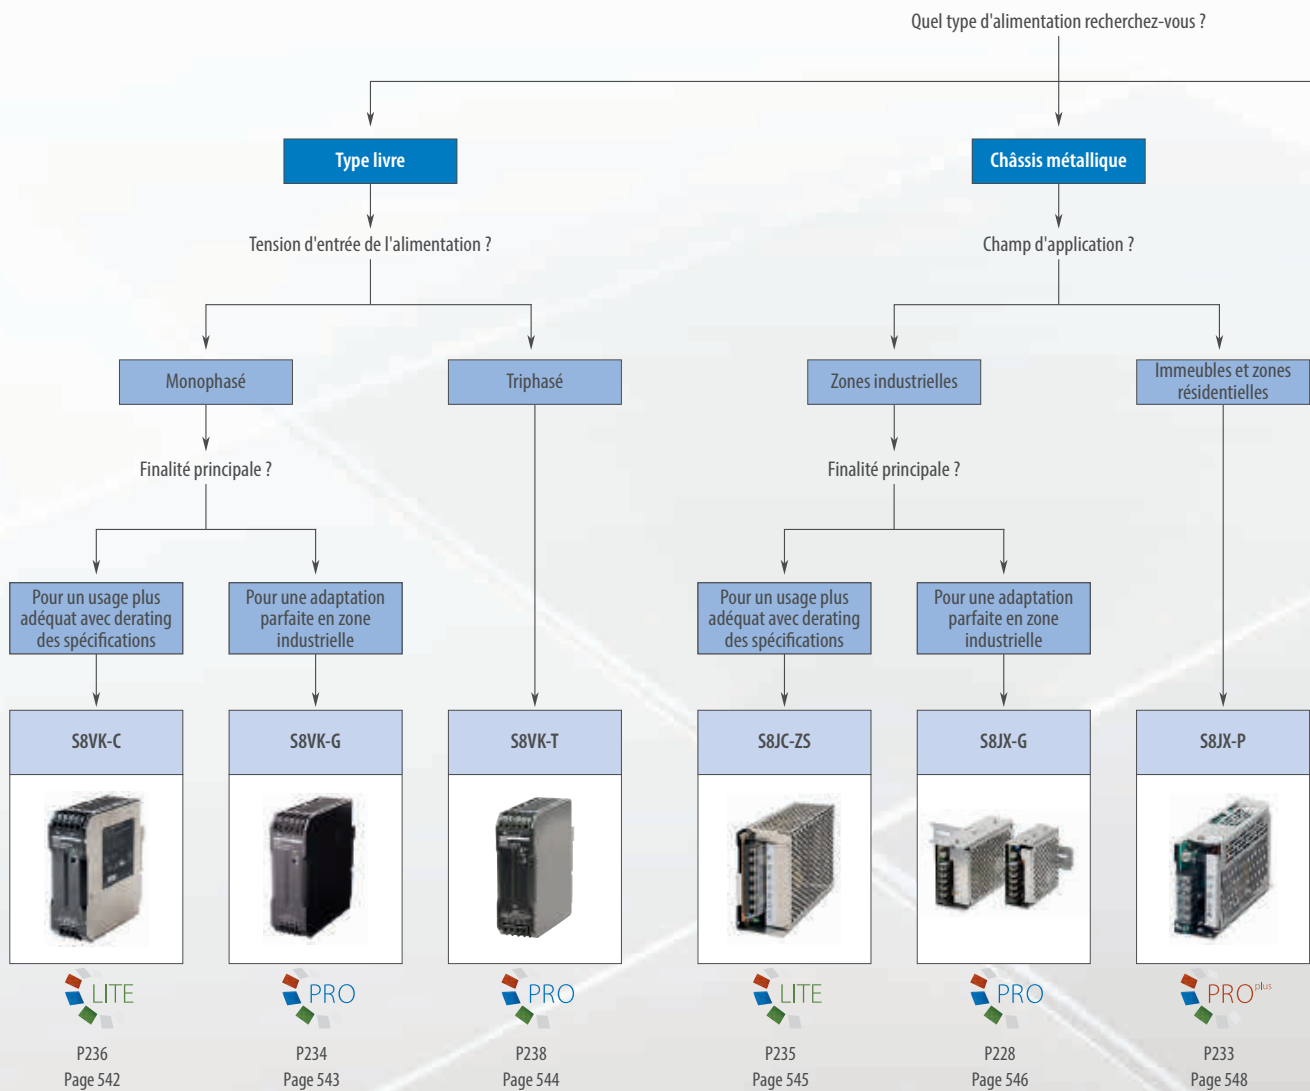 Quel type d'alimentation recherchez-vous ?
Type livre
Châssis métallique
Tension d'entrée de l'alimentation ?
Champ d'application ?
Monophasé
Triphasé
Zones industrielles
Immeubles et zones
résidentielles
Finalité principale ?
Finalité principale ?
Pour un usage plus
adéquat avec derating
des spécifications
Pour une adaptation
parfaite en zone
industrielle
Pour un usage plus
adéquat avec derating
des spécifications
Pour une adaptation
parfaite en zone
industrielle
S8VK-C
S8VK-G
S8VK-T
S8JC-ZS
S8JX-G
S8JX-P
LITE
PRO
PRO
LITE
PRO
PRO plus
P236
P234
P238
P235
P228
P233
Page 542
Page 543
Page 544
Page 545
Page 546
Page 548